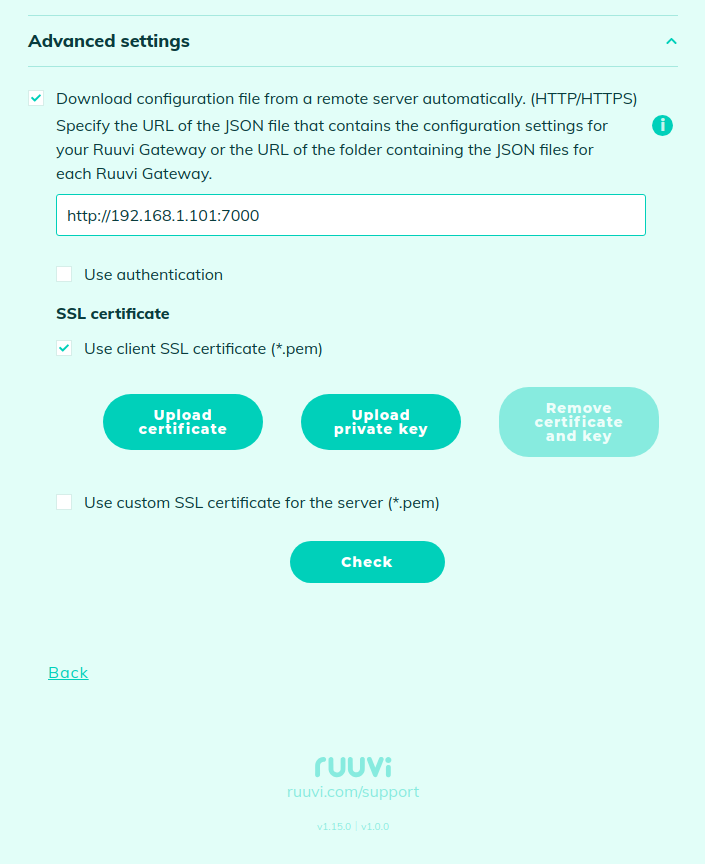 Advanced settings
Download configuration file from a remote server automatically. (HTTP/HTTPS)
Specify the URL of the JSON file that contains the configuration settings for
your Ruuvi Gateway or the URL of the folder containing the JSON files for
each Ruuvi Gateway.
i
http://192.168.1.101:7000
Use authentication
SSL certificate
Use client SSL certificate (*.pem)
Upload
certificate
Upload
private key
Remove
certificate
and key
Use custom SSL certificate for the server (*.pem)
Check
Back
ruuvi
ruuvi.com/support
v1.15.0 | v1.0.0